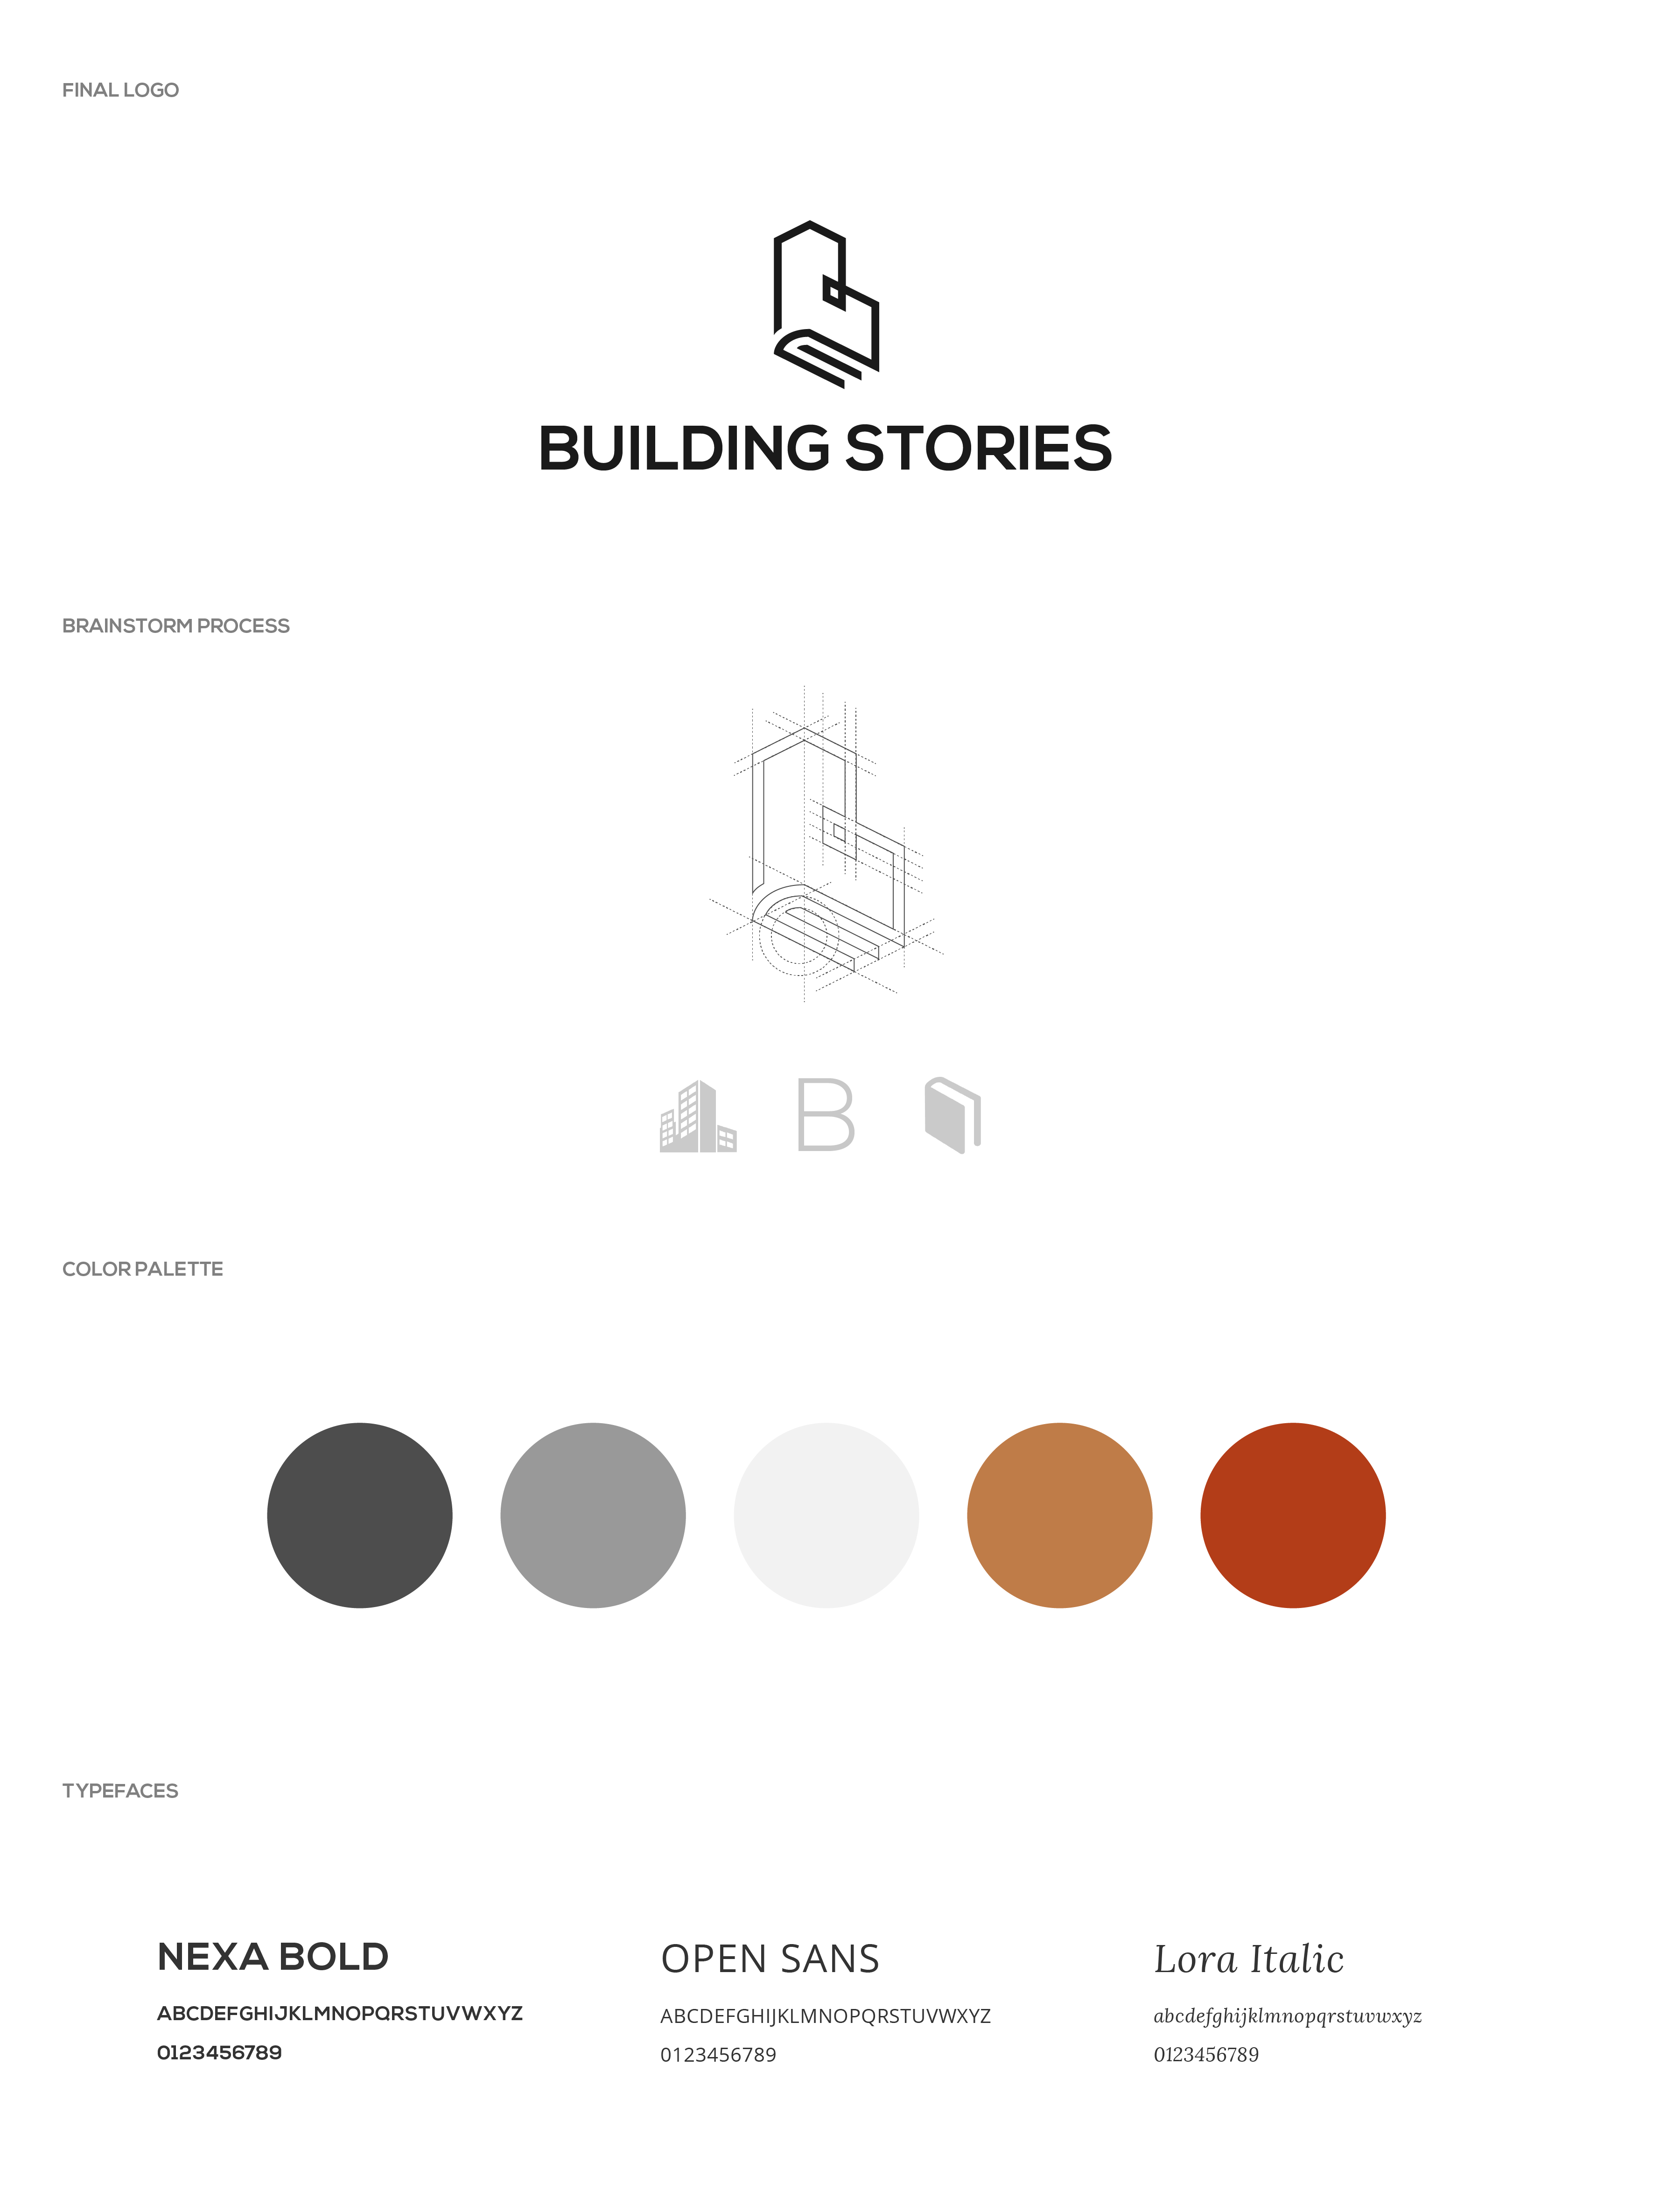 FINAL LOGO
BUILDING STORIES
BRAINSTORM PROCESS
B
COLOR PALETTE
TYPEFACES
NEXA BOLD
ABCDEFGHIJKLMNOPQRSTUVWXYZ
0123456789
OPEN SANS
ABCDEFGHIJKLMNOPQRSTUVWXYZ
0123456789
Lora Italic
abcdefghijklmnopqrstuvwxyz
0123456789